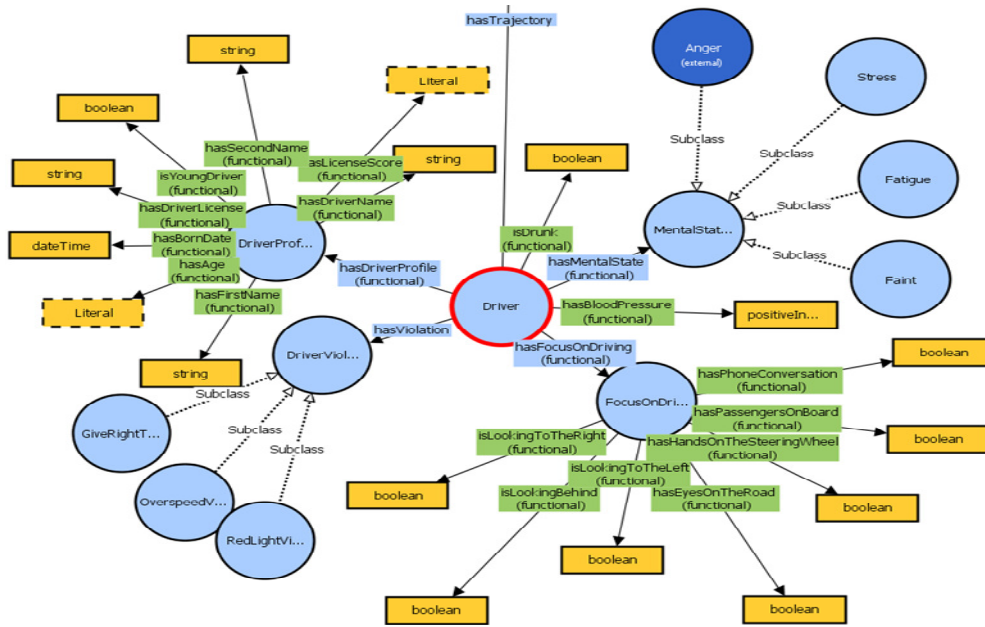 hasTrajectory
string
Anger
(external)
Literal
Stress
boolean
Subclass
hasSecondName
(functional)
asLicenseScore
(functional)
string
boolean
Subclass
string
isYoungDriver
(functional)
hasDriverName
(functional)
Fatigue
hasDriverLicense
(functional)
Subclass
isDrunk
(functional)
MentalStat...
dateTime
hasBornDate
(functional)
DriverProf...
hasDriverProfile
hasMentalState
Subclass
hasAge
(functional)
Faint
Literal
hasFirstName
(functional)
Driver
hasBloodPressure
(functional)
positiveIn...
hasViolation
hasFocusOnDriving
(functional)
DriverViol...
boolean
string
Subclass
hasPhoneConversation
(functional)
FocusOnDri...
hasPassengersOnBoard
(functional)
GiveRightT...
Subclass
isLookingToTheRight
(functional)
hasHandsOnTheSteeringWheel
(functional)
boolean
Subclass
isLookingToTheLeft
(functional)
boolean
OverspeedV...
isLookingBehind
(functional)
hasEyesOnTheRoad
(functional)
boolean
RedLightVi...
boolean
boolean
boolean